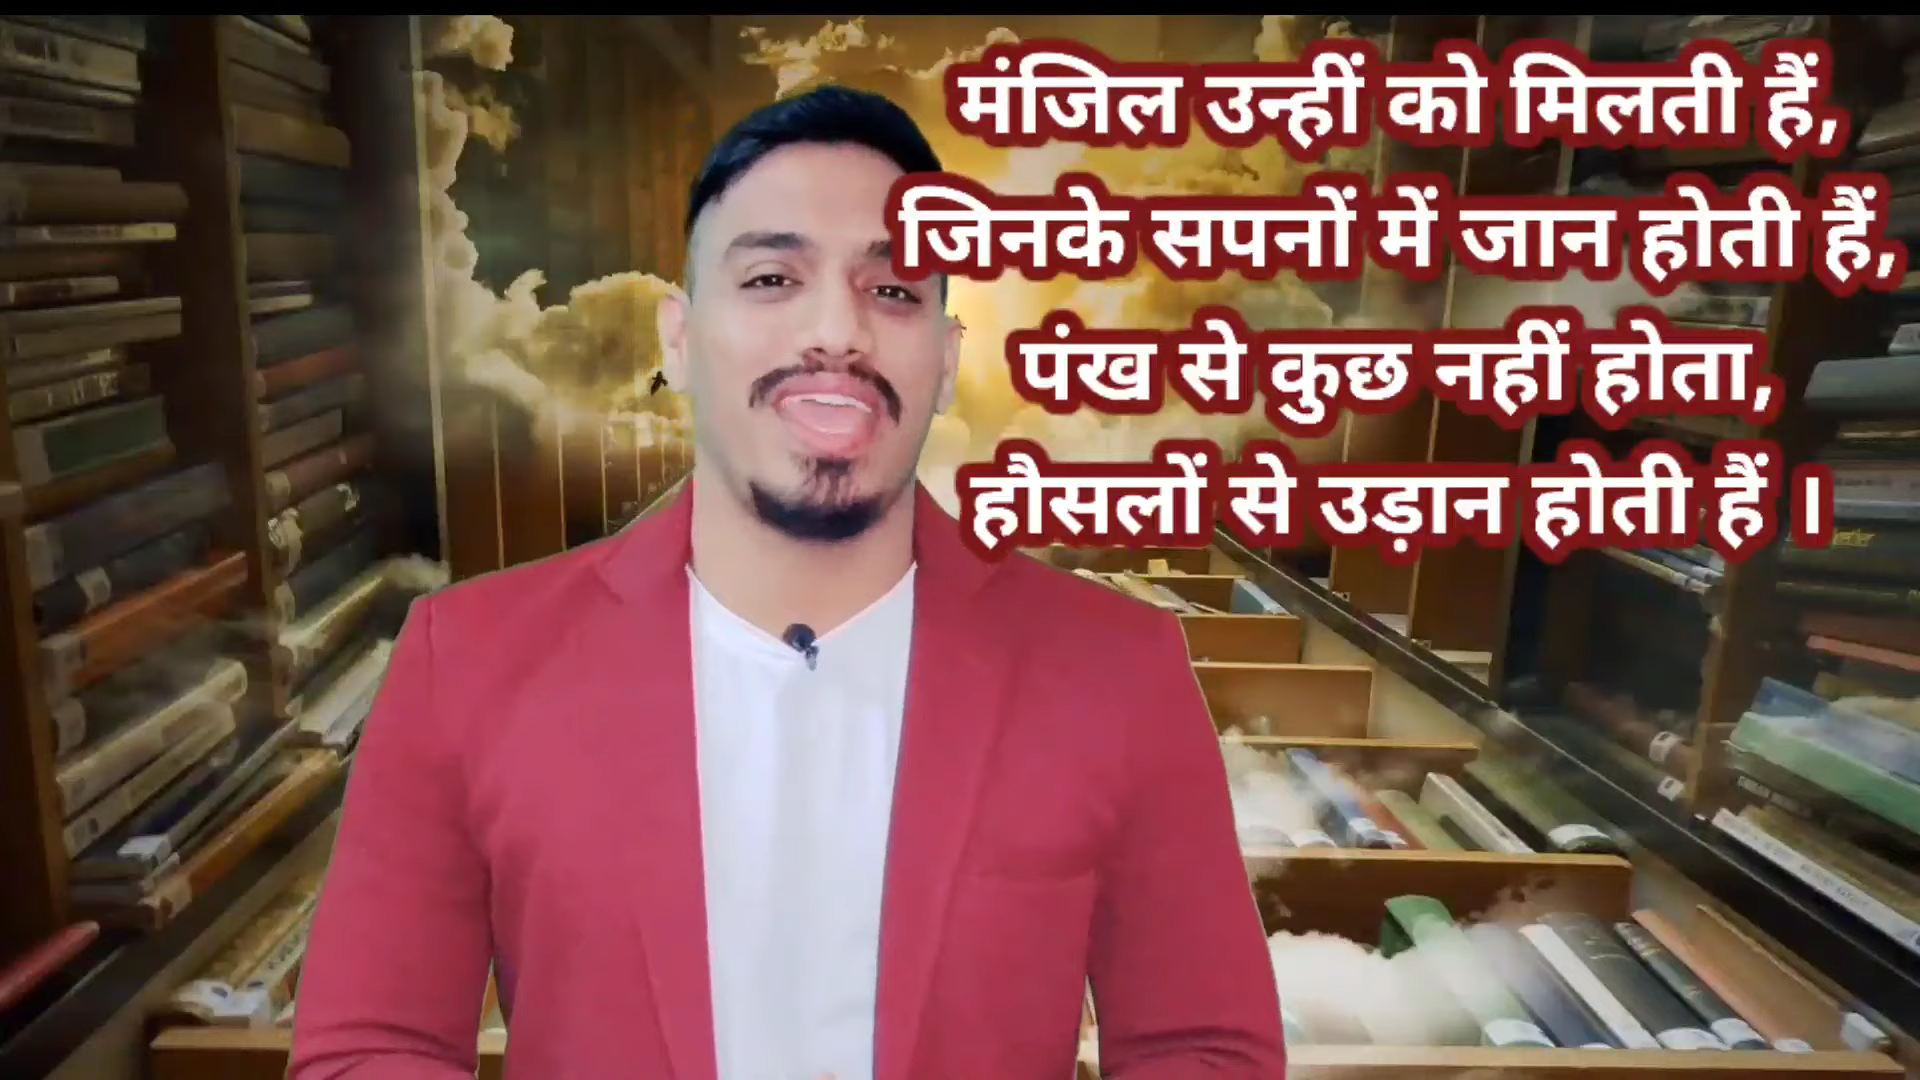 मंजिल उन्हीं को मिलती हैं,
जिनके सपनों में जान होती हैं,
पंख से कुछ नहीं होता,
हौसलों से उड़ान होती हैं ।